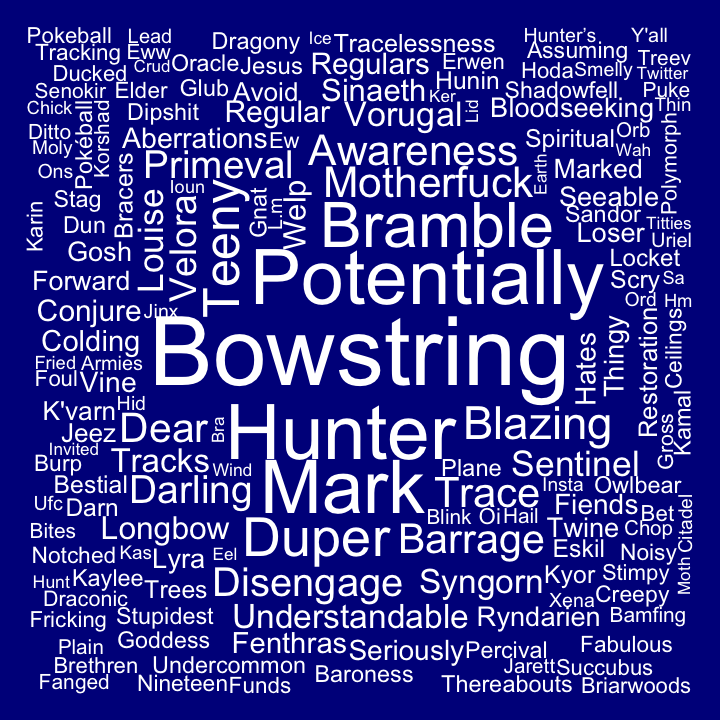 Pokeball Lead Dragony Ice Tracelessness Hunter's Y'all
Tracking Eww Crud Oracle Jesus Regulars Erwen Assuming Treev
Ducked Hunin Hoda Smelly Twitter
Senokir Elder Glub Avoid Sinaeth Ker Shadowfell Puke
Chick Pokéball Korshad Dipshit Regular Vorugal Lid Bloodseeking Thin
Ditto Aberrations Ew Awareness Spiritual Orb Polymorph
Moly Wah
Ons Bracers Primeval Motherfuck Earth Marked
Stag Louise Ioun Teeny Gnat L.m Welp Bramble Seeable
Karin Dun Velora Sandor Titties
Gosh Loser Uriel
Forward Potentially Locket
Conjure Jinx Scry Sa
Colding Bowstring Hates Thingy Restoration Ord Hm Ceilings
Fried Armies
Foul Vine
K'varn Hid Hunter Blazing Gross Kamal
Jeez Dear Bra
Invited
Burp Tracks Wind Mark Plane Sentinel
Bestial Darling Trace Insta Owlbear
Ufc Darn Fiends Bet Citadel
Bites Longbow Duper Blink Oi Hail Barrage Twine Chop
Notched Kas Lyra Eel Eskil Noisy Moth
Hunt Kaylee Trees Disengage Syngorn Kyor Stimpy
Draconic Xena Creepy
Fricking Stupidest Understandable Ryndarien Bamfing
Plain Goddess Fenthras Seriously Percival Fabulous
Brethren Undercommon Baroness Jarett Succubus
Fanged Nineteen Funds Thereabouts Briarwoods